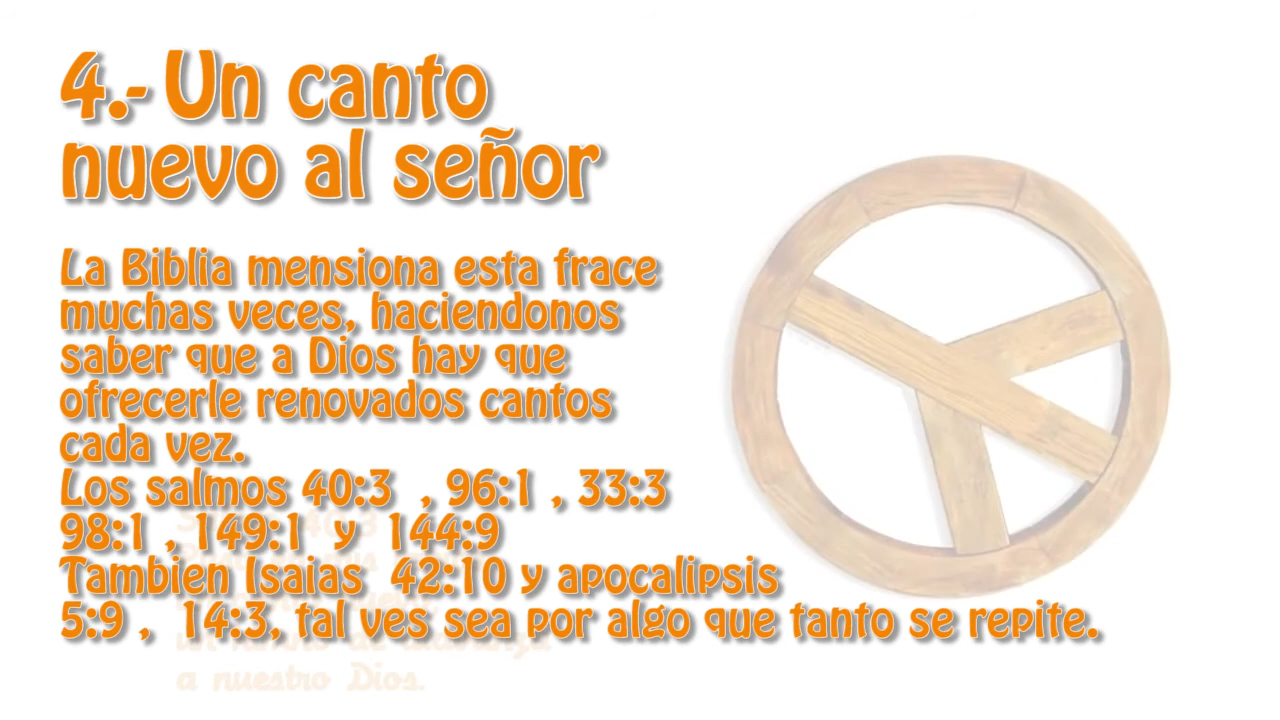 4.- Un canto
nuevo al señor
La Biblia mensiona esta frace
muchas veces, haciendonos
saber que a Dios hay que
ofrecerle renovados cantos
cada vez.
Los salmos 40:3 , 96:1 , 33:3
98:1 , 149:1 y 144:9
Tambien Isaias 42:10 y apocalipsis
5:9 , 14:3, tal ves sea por algo que tanto se repite.
a nuestro Dios.